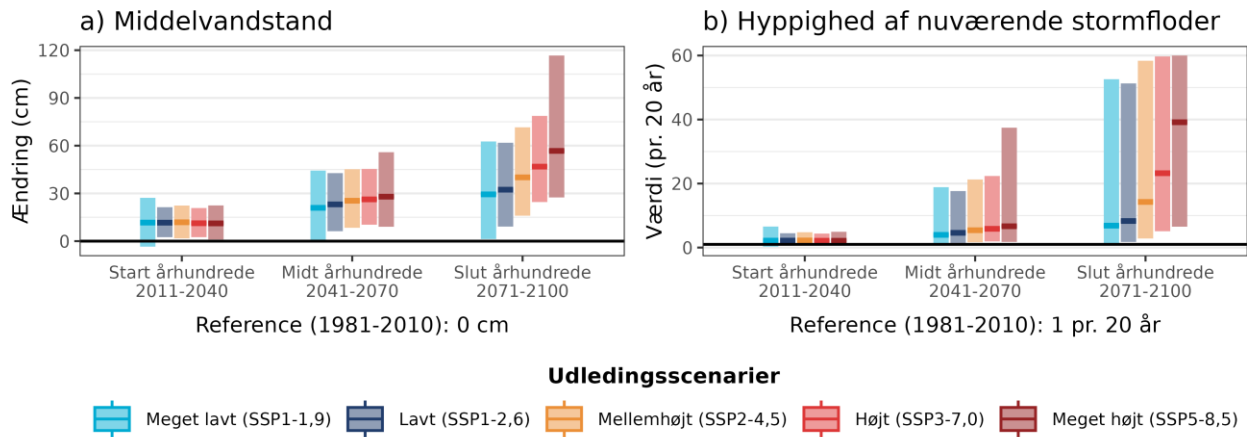 a) Middelvandstand
Ændring (cm)
120
90
60
30
0
Start århundrede
2011-2040
Midt århundrede
2041-2070
Slut århundrede
2071-2100
Reference (1981-2010): 0 cm
b) Hyppighed af nuværende stormfloder
Værdi (pr. 20 år)
60
40
20
0
Start århundrede
2011-2040
Midt århundrede
2041-2070
Slut århundrede
2071-2100
Reference (1981-2010): 1 pr. 20 år
Udledingsscenarier
Meget lavt (SSP1-1,9)
Lavt (SSP1-2,6)
Mellemhøjt (SSP2-4,5)
Højt (SSP3-7,0)
Meget højt (SSP5-8,5)